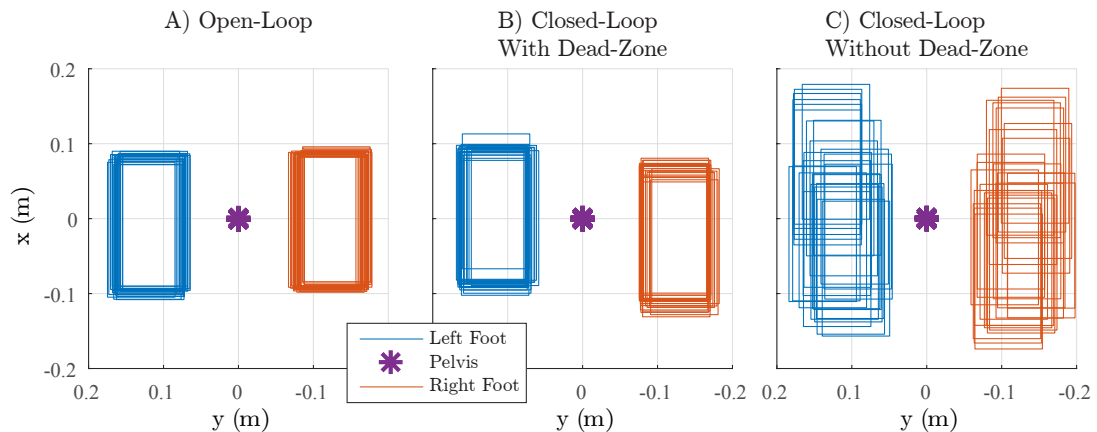 A) Open-Loop
B) Closed-Loop
With Dead-Zone
C) Closed-Loop
Without Dead-Zone
x (m)
0.2
0.1
0
-0.1
-0.2
0.2
0.1
0
-0.1
y (m)
0.1
0
-0.1
-0.2
y (m)
0.1
0
-0.1
-0.2
y (m)
Left Foot
Pelvis
Right Foot